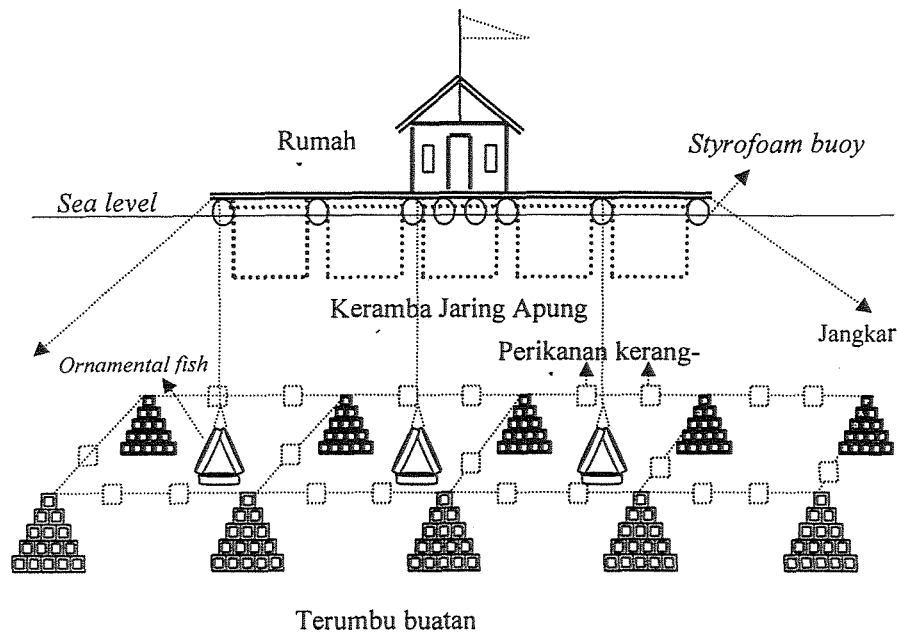 Rumah
Styrofoam buoy
Sea level
Keramba Jaring Apung
Jangkar
Perikanan kerang-
Ornamental fish
Terumbu buatan